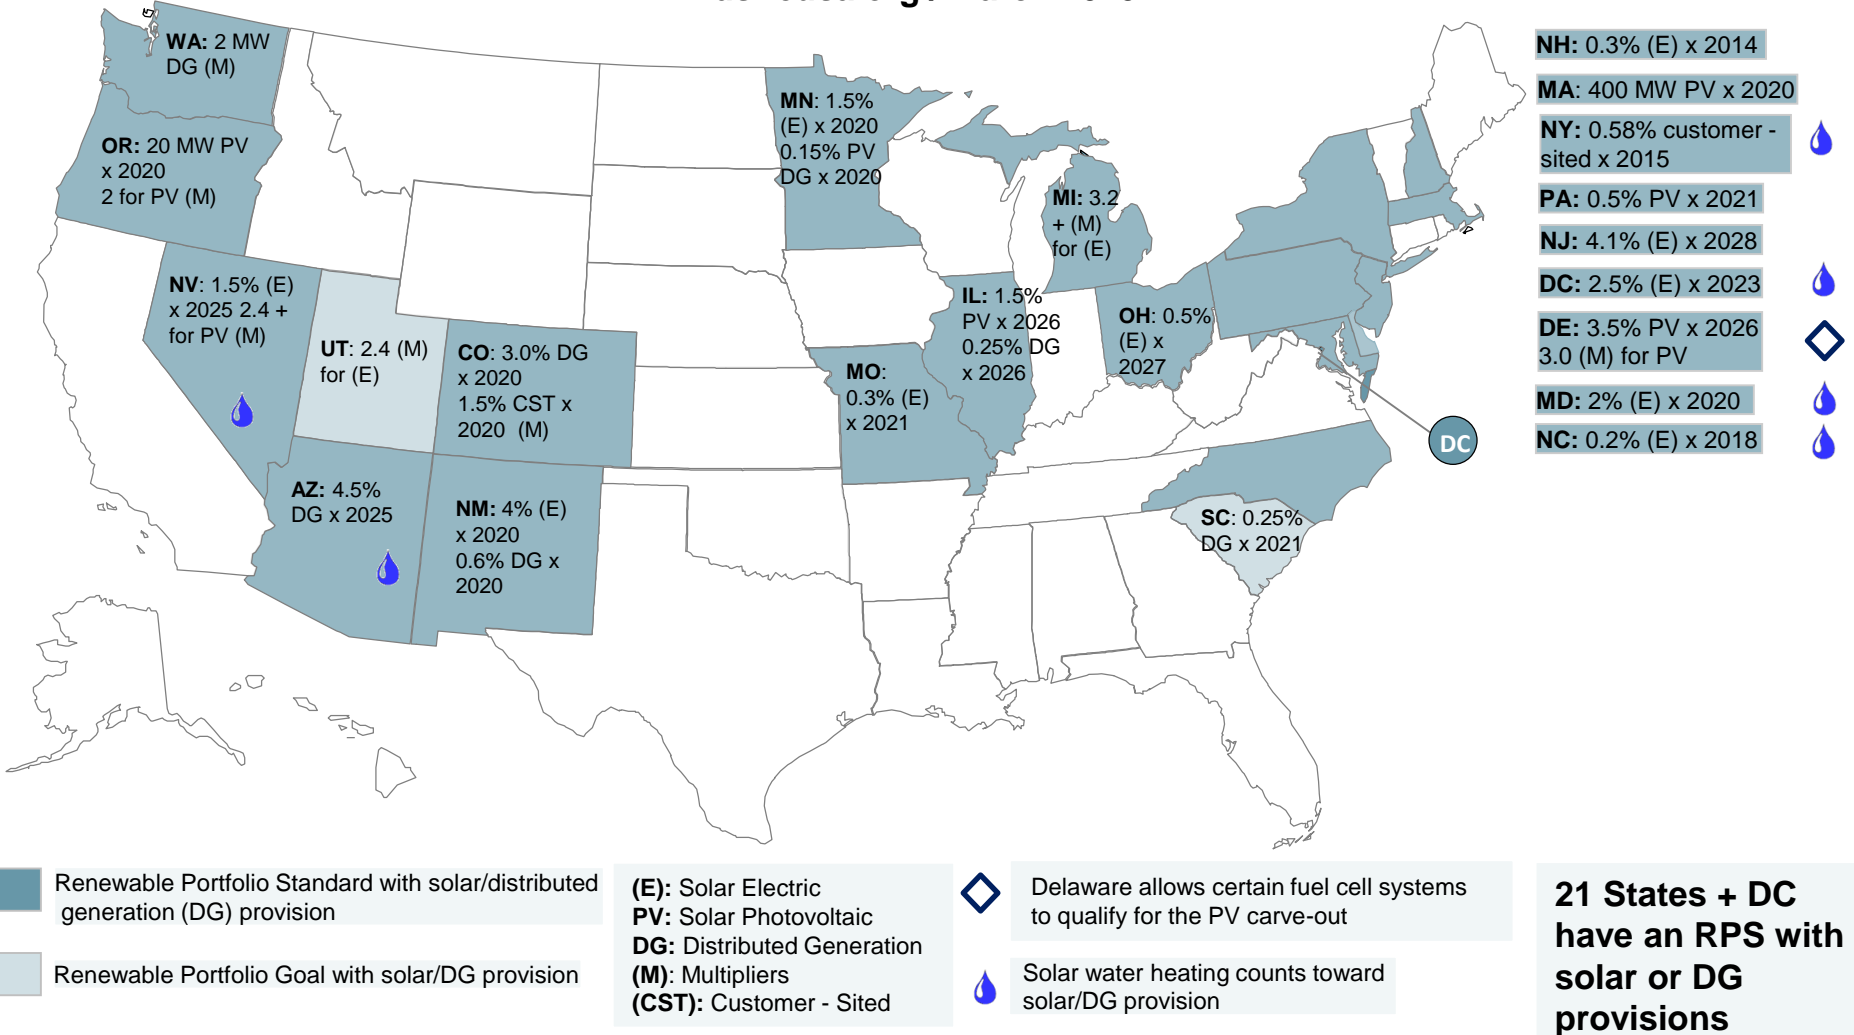 WA: 2 MW
DG (M)
OR: 20 MW PV
x 2020
2 for PV (M)
NV: 1.5% (E)
x 2025 2.4 +
for PV (M)
UT: 2.4 (M)
for (E)
CO: 3.0% DG
x 2020
1.5% CST x
2020 (M)
AZ: 4.5%
DG x 2025
NM: 4% (E)
x 2020
0.6% DG x
2020
MN: 1.5%
(E) x 2020
0.15% PV
DG x 2020
MO:
0.3% (E)
x 2021
IL: 1.5%
PV x 2026
0.25% DG
x 2026
MI: 3.2
+ (M)
for (E)
OH: 0.5%
(E) x
2027
SC: 0.25%
DG x 2021
DC
NH: 0.3% (E) x 2014
MA: 400 MW PV x 2020
NY: 0.58% customer -
sited x 2015
PA: 0.5% PV x 2021
NJ: 4.1% (E) x 2028
DC: 2.5% (E) x 2023
DE: 3.5% PV x 2026
3.0 (M) for PV
MD: 2% (E) x 2020
NC: 0.2% (E) x 2018
Renewable Portfolio Standard with solar/distributed
generation (DG) provision
Renewable Portfolio Goal with solar/DG provision
(E): Solar Electric
PV: Solar Photovoltaic
DG: Distributed Generation
(M): Multipliers
(CST): Customer - Sited
Delaware allows certain fuel cell systems
to qualify for the PV carve-out
Solar water heating counts toward
solar/DG provision
21 States + DC
have an RPS with
solar or DG
provisions